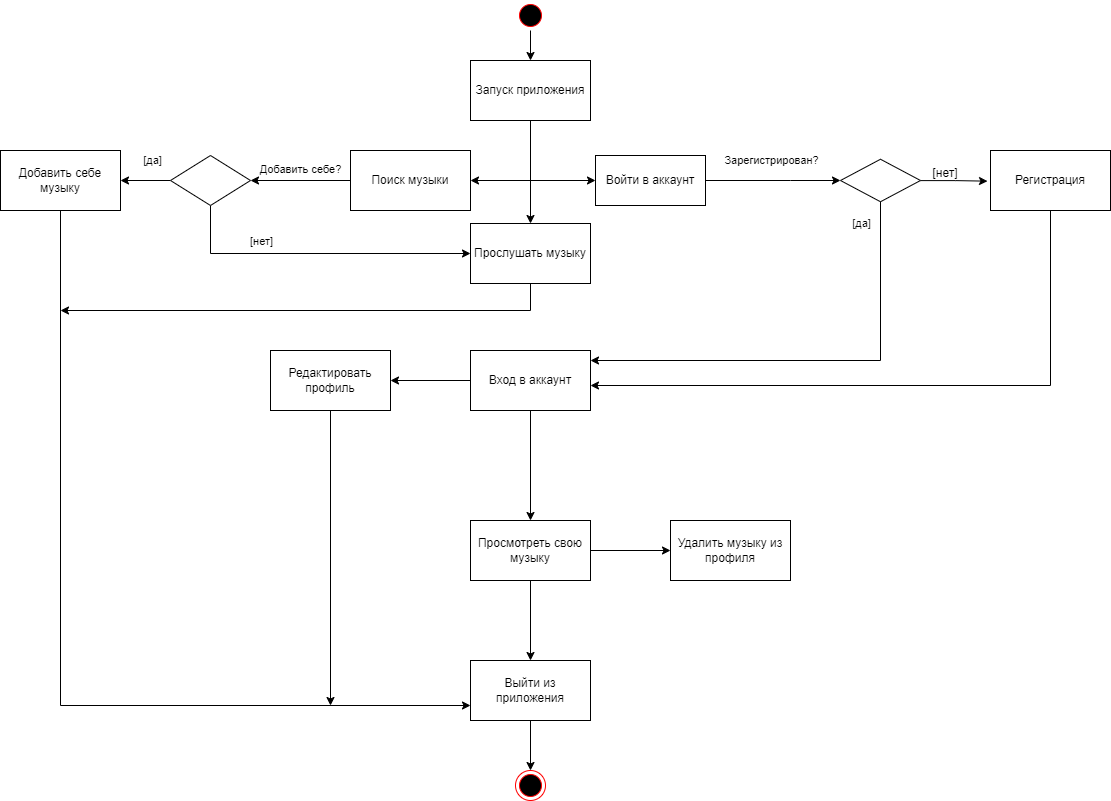 Запуск приложения
Добавить себе
музыку
[да]
Добавить себе?
Поиск музыки
Войти в аккаунт
Зарегистрирован?
[нет]
Регистрация
[нет]
Прослушать музыку
[да]
Редактировать
профиль
Вход в аккаунт
Просмотреть свою
музыку
Удалить музыку из
профиля
Выйти из
приложения